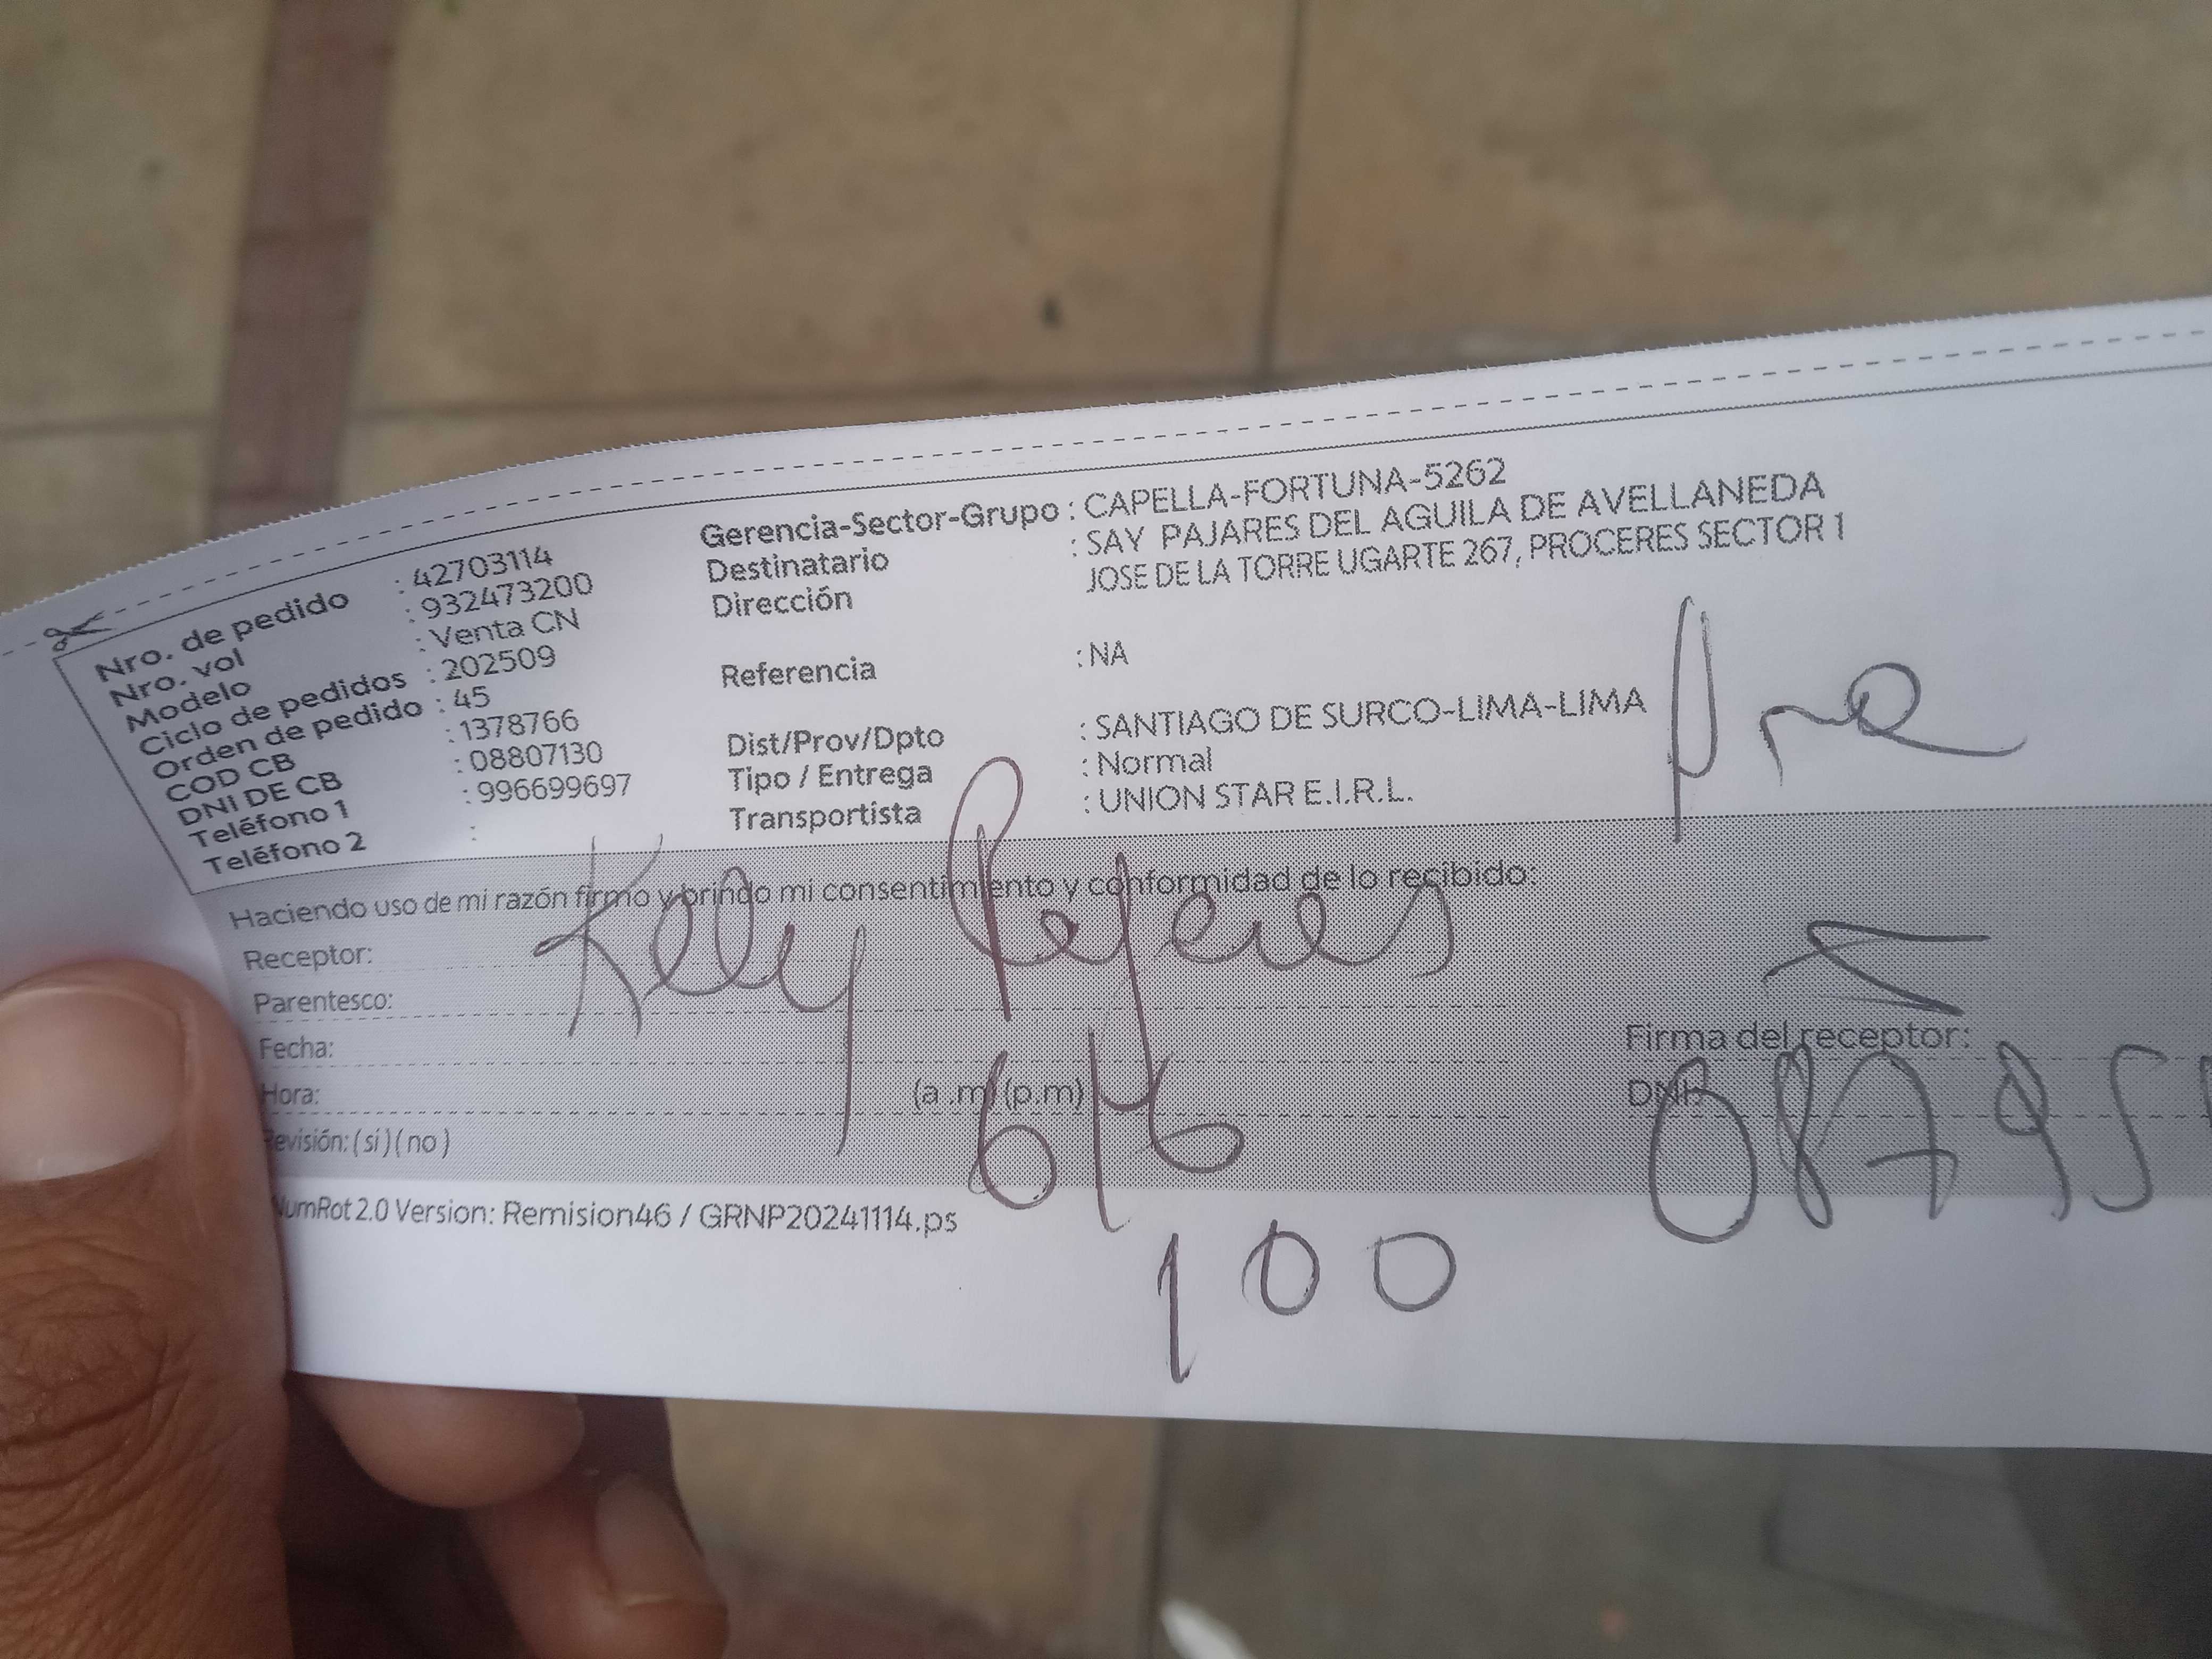 Nro. de pedido : 42703114
Nro. vol : 932473200
Modelo : Venta CN
Ciclo de pedidos : 202509
Orden de pedido : 45
COD CB : 1378766
DNI DE CB : 08807130
Teléfono 1 : 996699697
Teléfono 2 :
Gerencia-Sector-Grupo : CAPELLA-FORTUNA-5262
Destinatario : SAY PAJARES DEL AGUILA DE AVELLANEDA
Dirección JOSE DE LA TORRE UGARTE 267, PROCERES SECTOR 1
Referencia : NA
Dist/Prov/Dpto : SANTIAGO DE SURCO-LIMA-LIMA
Tipo / Entrega : Normal
Transportista : UNION STAR E.I.R.L.
Haciendo uso de mi razón firmo y brindo mi consentimiento y conformidad de lo recibido:
Receptor: Kelly Pajares
Parentesco:
Fecha:
Hora: (a .m) (p.m)
Revisión: ( si ) ( no )
Firma del receptor:
DNI: 08795
NumRot 2.0 Version: Remision46 / GRNP20241114.ps
100